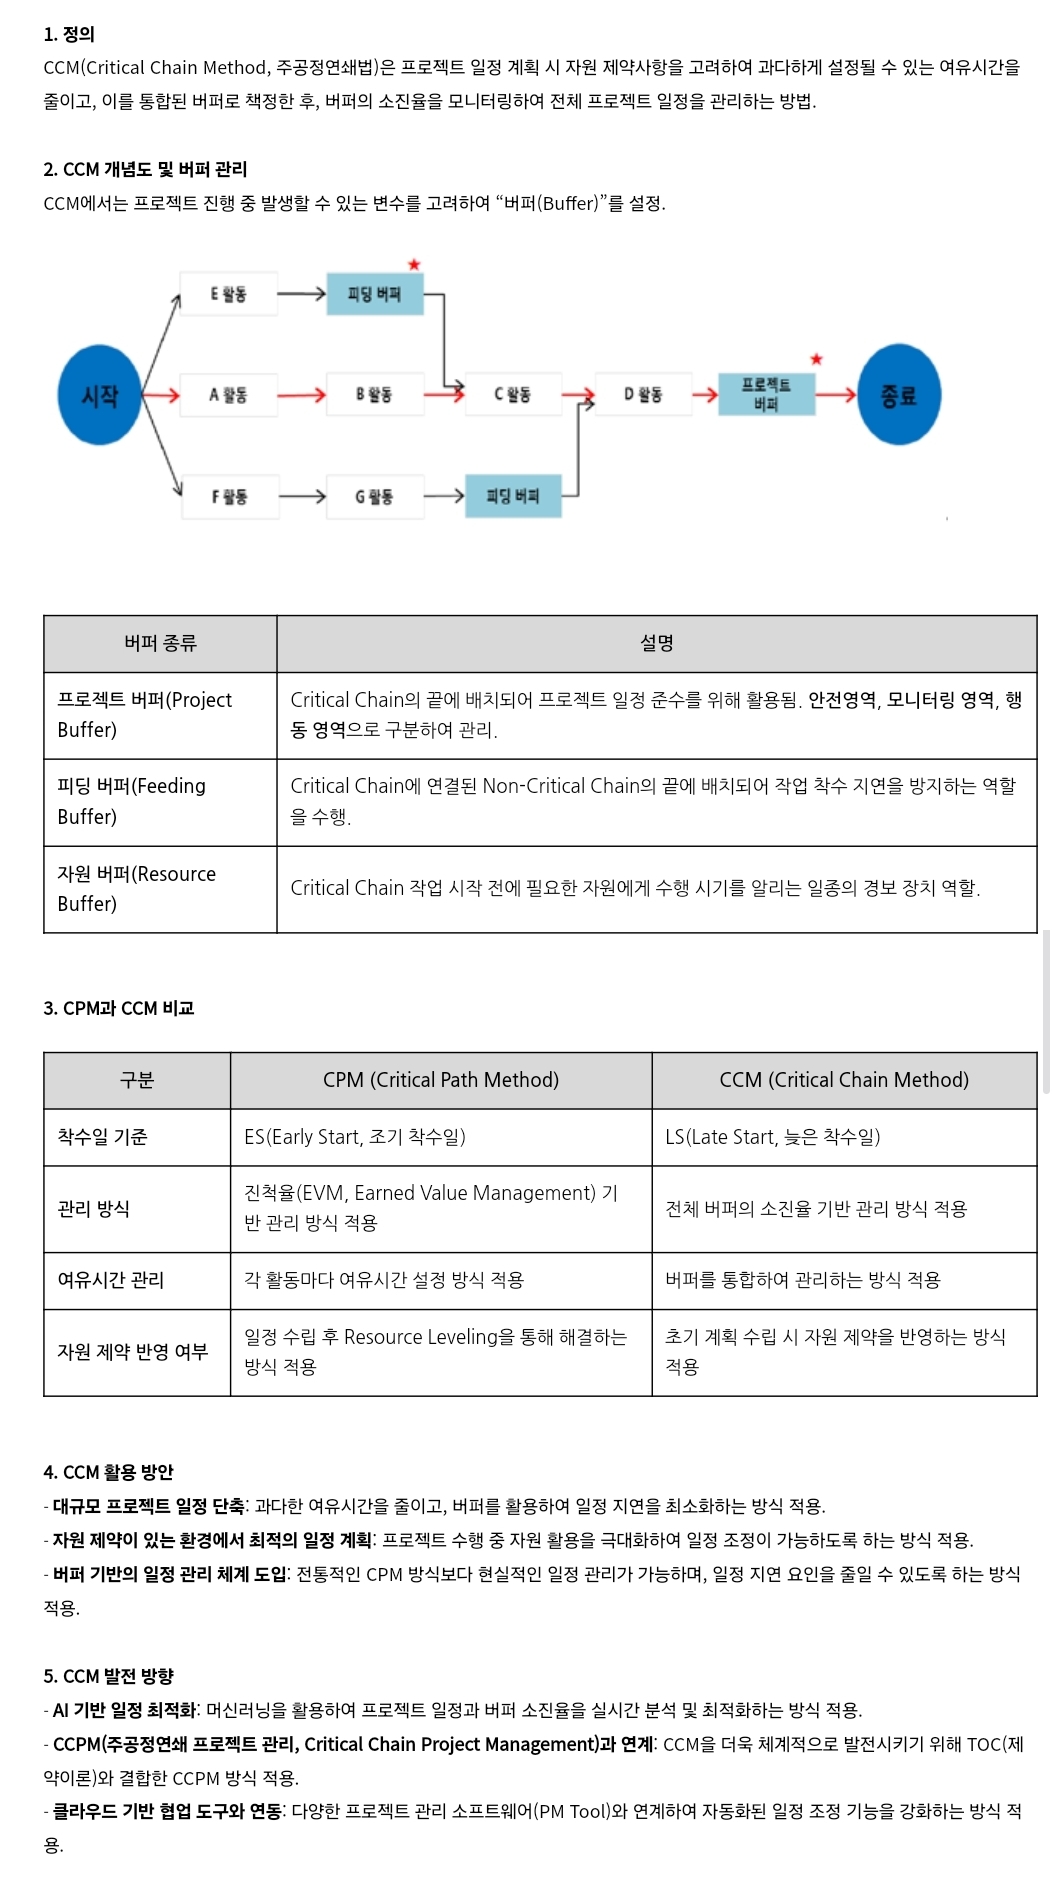 1. 정의
CCM(Critical Chain Method, 주공정연쇄법)은 프로젝트 일정 계획 시 자원 제약사항을 고려하여 과다하게 설정될 수 있는 여유시간을
줄이고, 이를 통합된 버퍼로 책정한 후, 버퍼의 소진율을 모니터링하여 전체 프로젝트 일정을 관리하는 방법.
2. CCM 개념도 및 버퍼 관리
CCM에서는 프로젝트 진행 중 발생할 수 있는 변수를 고려하여 “버퍼(Buffer)”를 설정.
E 활동
피딩 버퍼
시작
A 활동
B 활동
C 활동
D 활동
프로젝트
버퍼
종료
F 활동
G 활동
피딩 버퍼
버퍼 종류
설명
프로젝트 버퍼(Project
Buffer)
Critical Chain의 끝에 배치되어 프로젝트 일정 준수를 위해 활용됨. 안전영역, 모니터링 영역, 행
동 영역으로 구분하여 관리.
피딩 버퍼(Feeding
Buffer)
Critical Chain에 연결된 Non-Critical Chain의 끝에 배치되어 작업 착수 지연을 방지하는 역할
을 수행.
자원 버퍼(Resource
Buffer)
Critical Chain 작업 시작 전에 필요한 자원에게 수행 시기를 알리는 일종의 경보 장치 역할.
3. CPM과 CCM 비교
구분
CPM (Critical Path Method)
CCM (Critical Chain Method)
착수일 기준
ES(Early Start, 조기 착수일)
LS(Late Start, 늦은 착수일)
관리 방식
진척율(EVM, Earned Value Management) 기
반 관리 방식 적용
전체 버퍼의 소진율 기반 관리 방식 적용
여유시간 관리
각 활동마다 여유시간 설정 방식 적용
버퍼를 통합하여 관리하는 방식 적용
자원 제약 반영 여부
일정 수립 후 Resource Leveling을 통해 해결하는
방식 적용
초기 계획 수립 시 자원 제약을 반영하는 방식
적용
4. CCM 활용 방안
- 대규모 프로젝트 일정 단축: 과다한 여유시간을 줄이고, 버퍼를 활용하여 일정 지연을 최소화하는 방식 적용.
- 자원 제약이 있는 환경에서 최적의 일정 계획: 프로젝트 수행 중 자원 활용을 극대화하여 일정 조정이 가능하도록 하는 방식 적용.
- 버퍼 기반의 일정 관리 체계 도입: 전통적인 CPM 방식보다 현실적인 일정 관리가 가능하며, 일정 지연 요인을 줄일 수 있도록 하는 방식
적용.
5. CCM 발전 방향
- AI 기반 일정 최적화: 머신러닝을 활용하여 프로젝트 일정과 버퍼 소진율을 실시간 분석 및 최적화하는 방식 적용.
- CCPM(주공정연쇄 프로젝트 관리, Critical Chain Project Management)과 연계: CCM을 더욱 체계적으로 발전시키기 위해 TOC(제
약이론)와 결합한 CCPM 방식 적용.
- 클라우드 기반 협업 도구와 연동: 다양한 프로젝트 관리 소프트웨어(PM Tool)와 연계하여 자동화된 일정 조정 기능을 강화하는 방식 적
용.